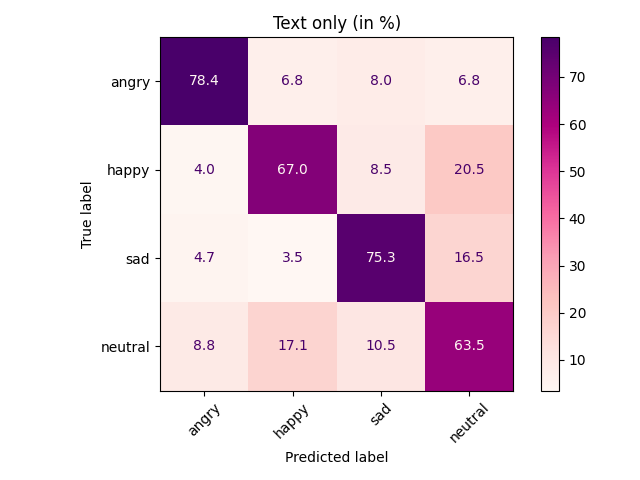 Text only (in %)
True label
angry 78.4 6.8 8.0 6.8
happy 4.0 67.0 8.5 20.5
sad 4.7 3.5 75.3 16.5
neutral 8.8 17.1 10.5 63.5
angry happy sad neutral
Predicted label
70
60
50
40
30
20
10